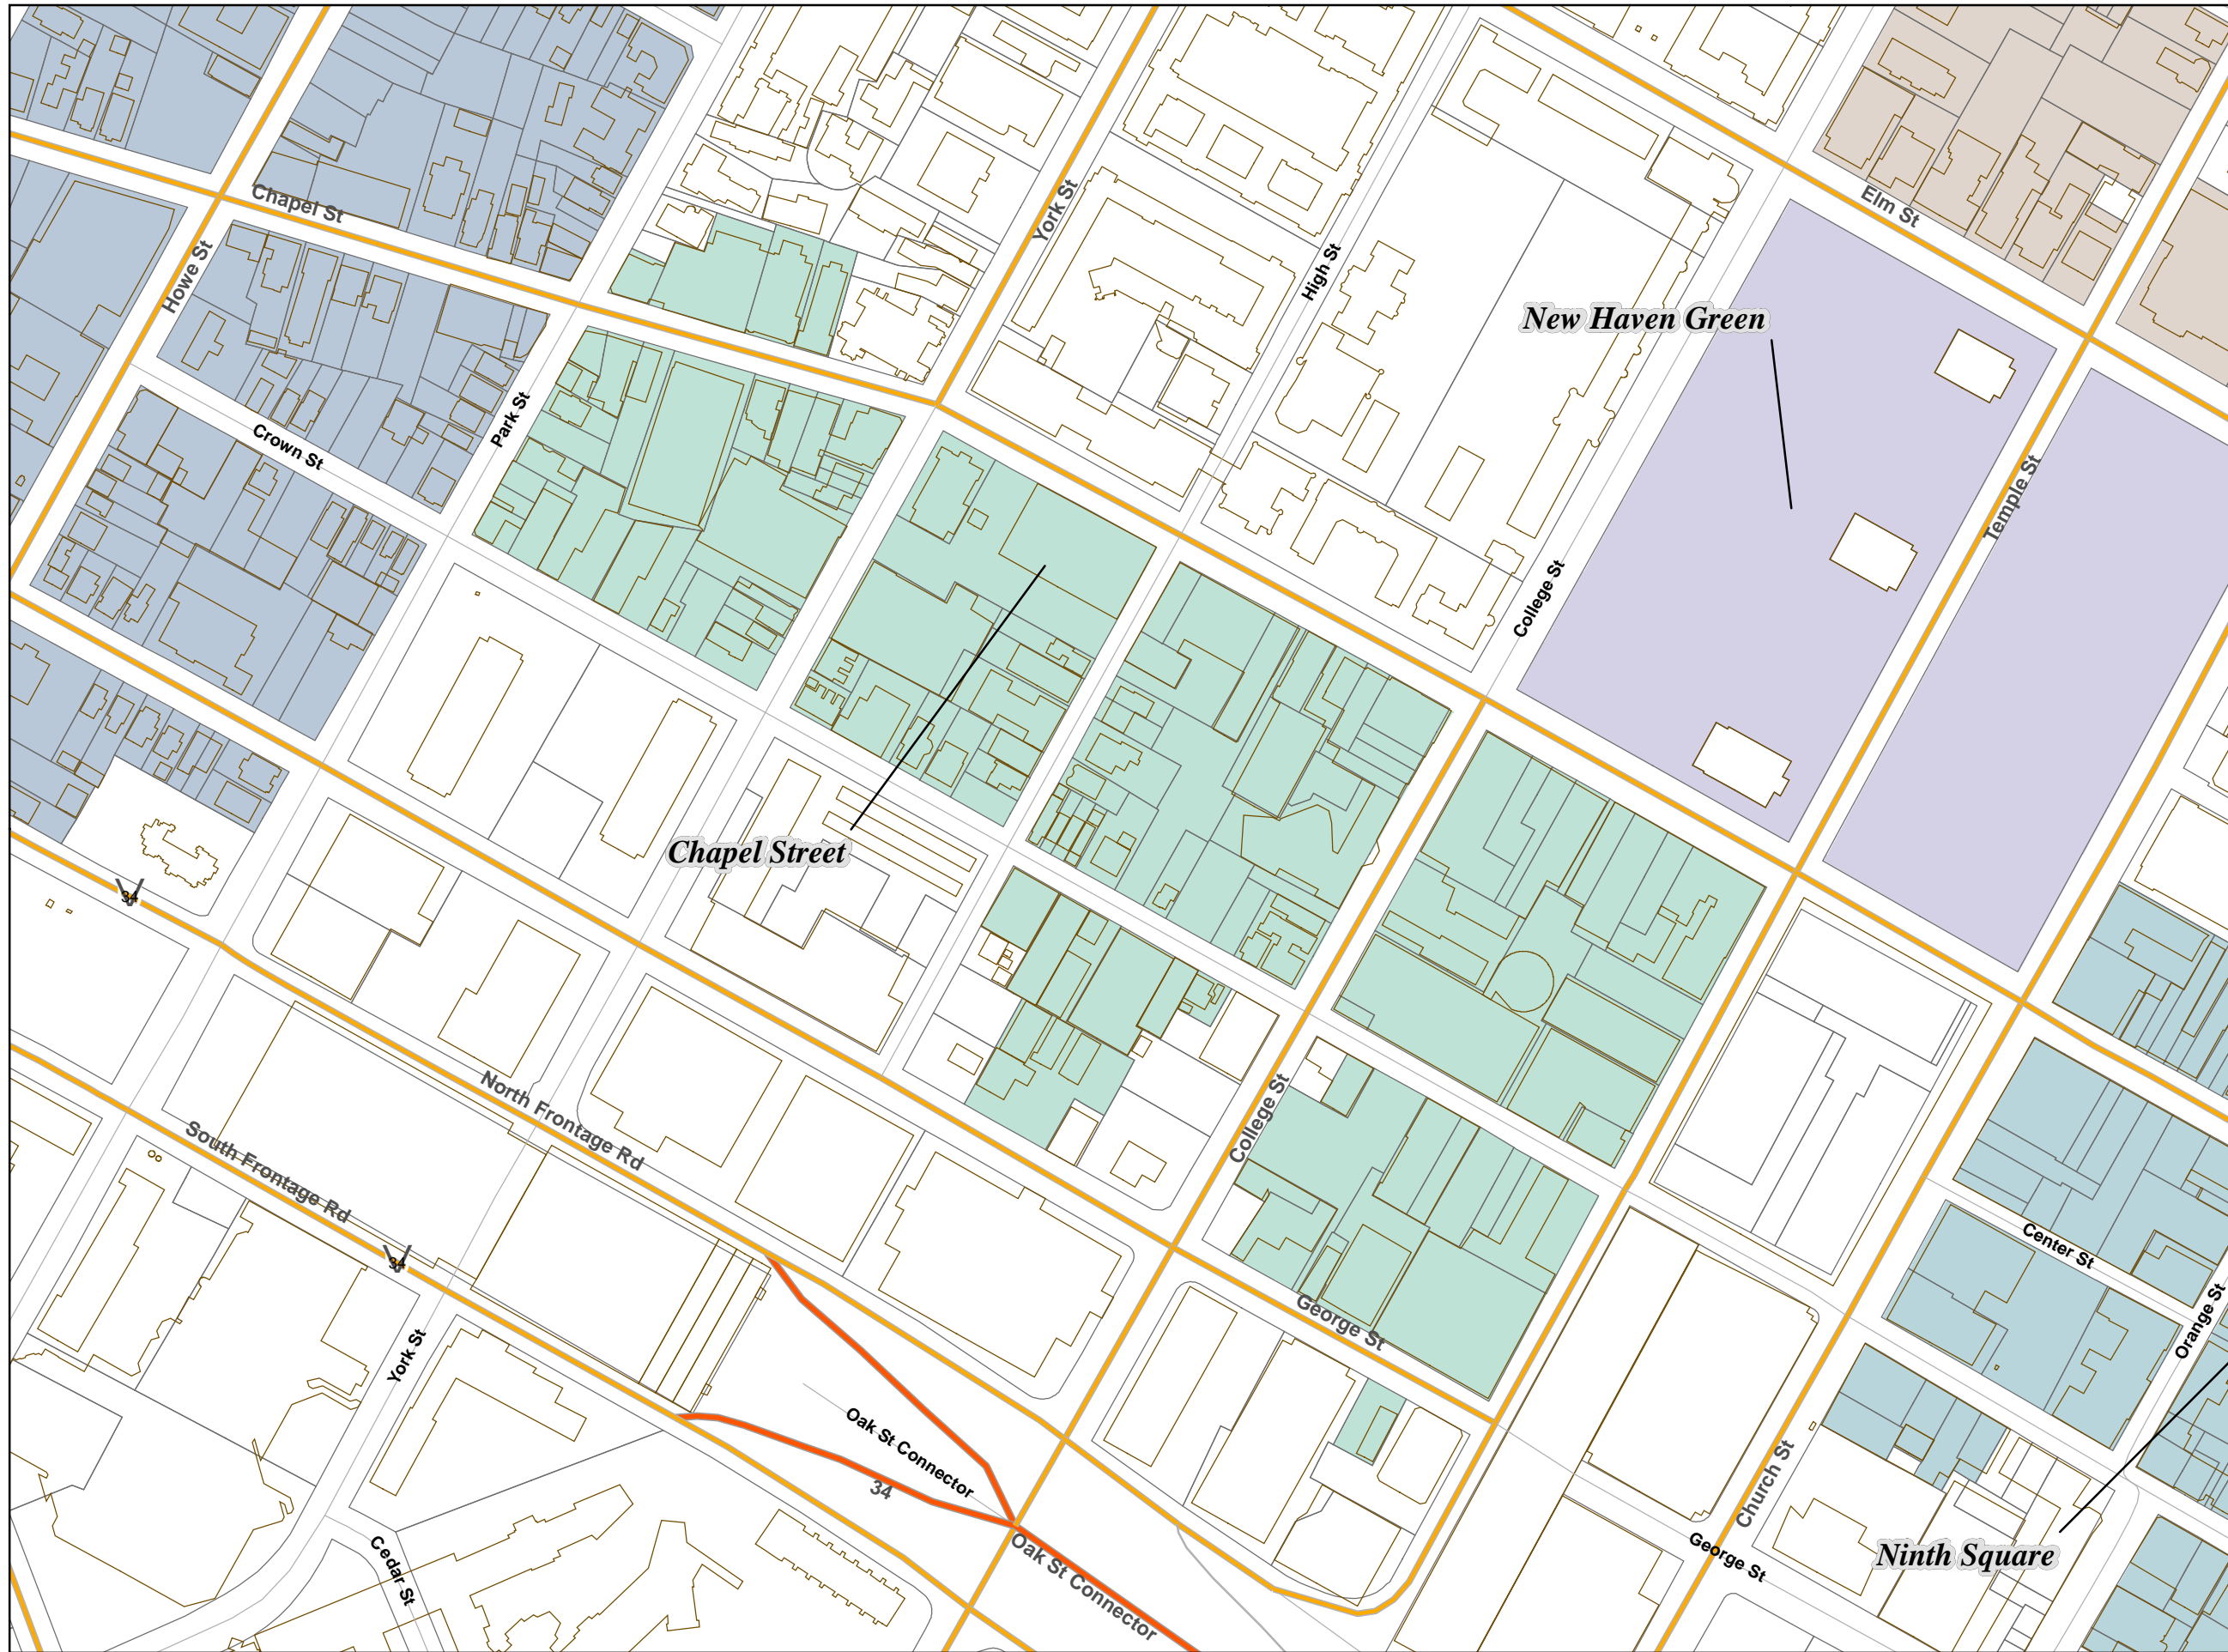 Chapel St
York St
Elm St
Howe St
High St
New Haven Green
Park St
Crown St
Temple St
College St
Chapel Street
34
North Frontage Rd
College St
South Frontage Rd
Center St
34
Orange St
George St
York St
Oak St Connector
34
Church St
Oak St Connector
George St
Ninth Square
Cedar St